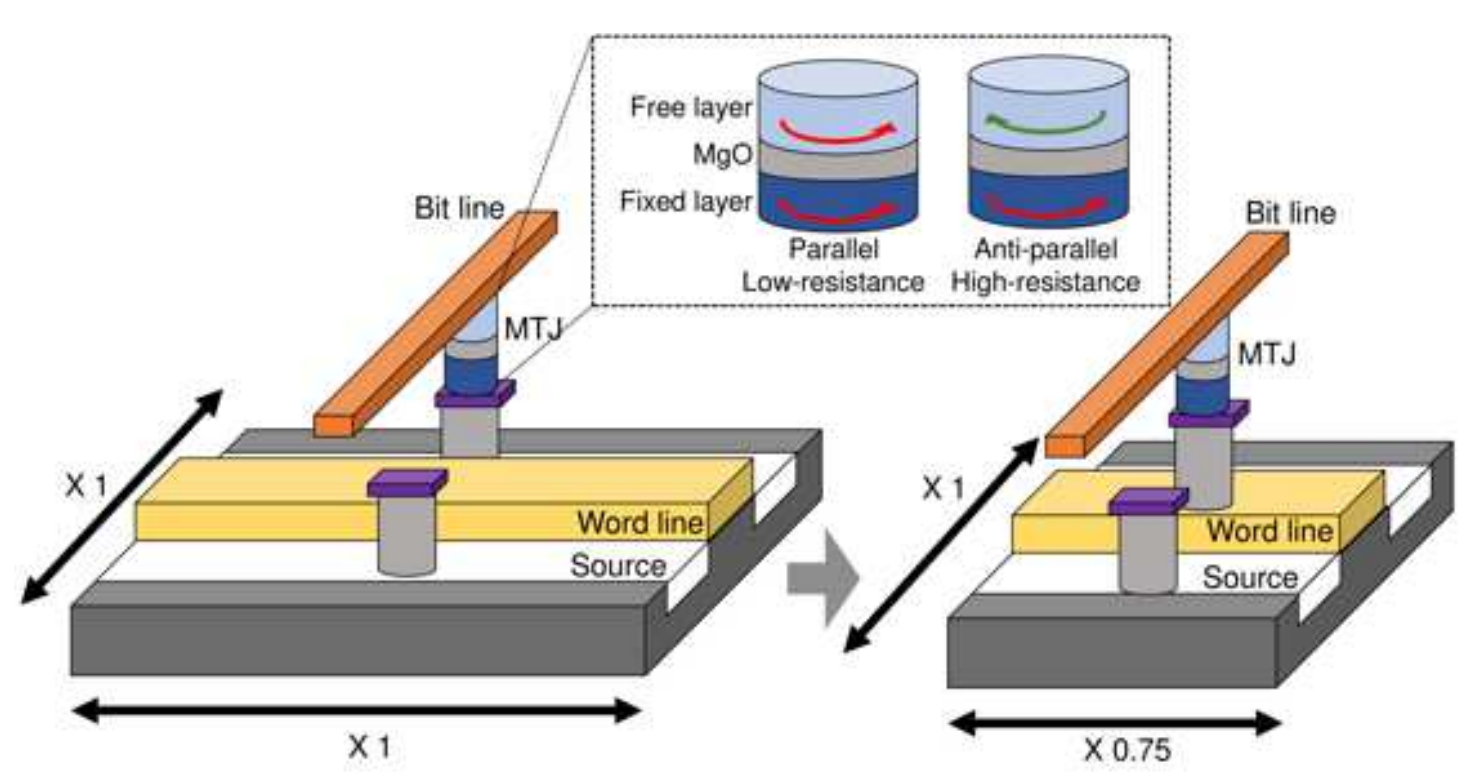 Free layer
MgO
Fixed layer
Parallel
Low-resistance
Anti-parallel
High-resistance
Bit line
MTJ
X 1
Word line
Source
X 1
Bit line
MTJ
X 1
Word line
Source
X 0.75